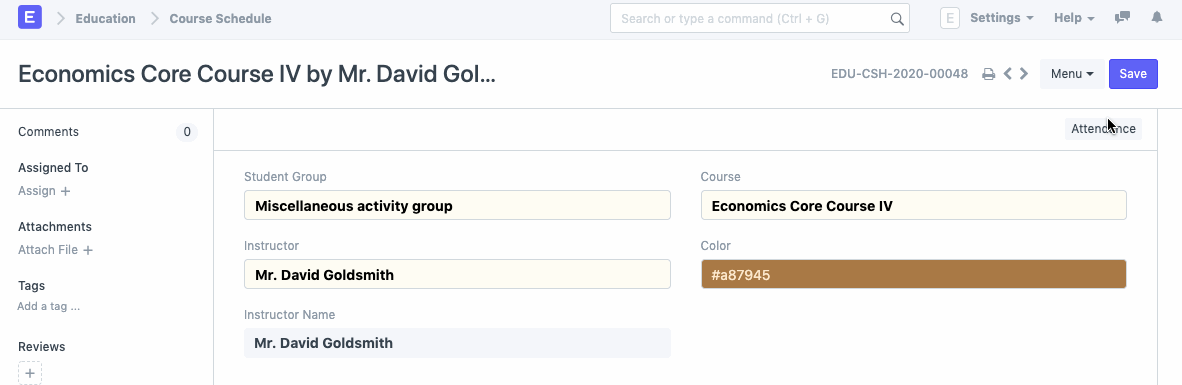 E Education Course Schedule Search or type a command (Ctrl + G) E Settings Help
Economics Core Course IV by Mr. David Gol... EDU-CSH-2020-00048 Menu Save
Comments 0
Attendance
Assigned To
Assign +
Attachments
Attach File +
Tags
Add a tag ...
Reviews
+
Student Group
Miscellaneous activity group
Course
Economics Core Course IV
Instructor
Mr. David Goldsmith
Color
#a87945
Instructor Name
Mr. David Goldsmith